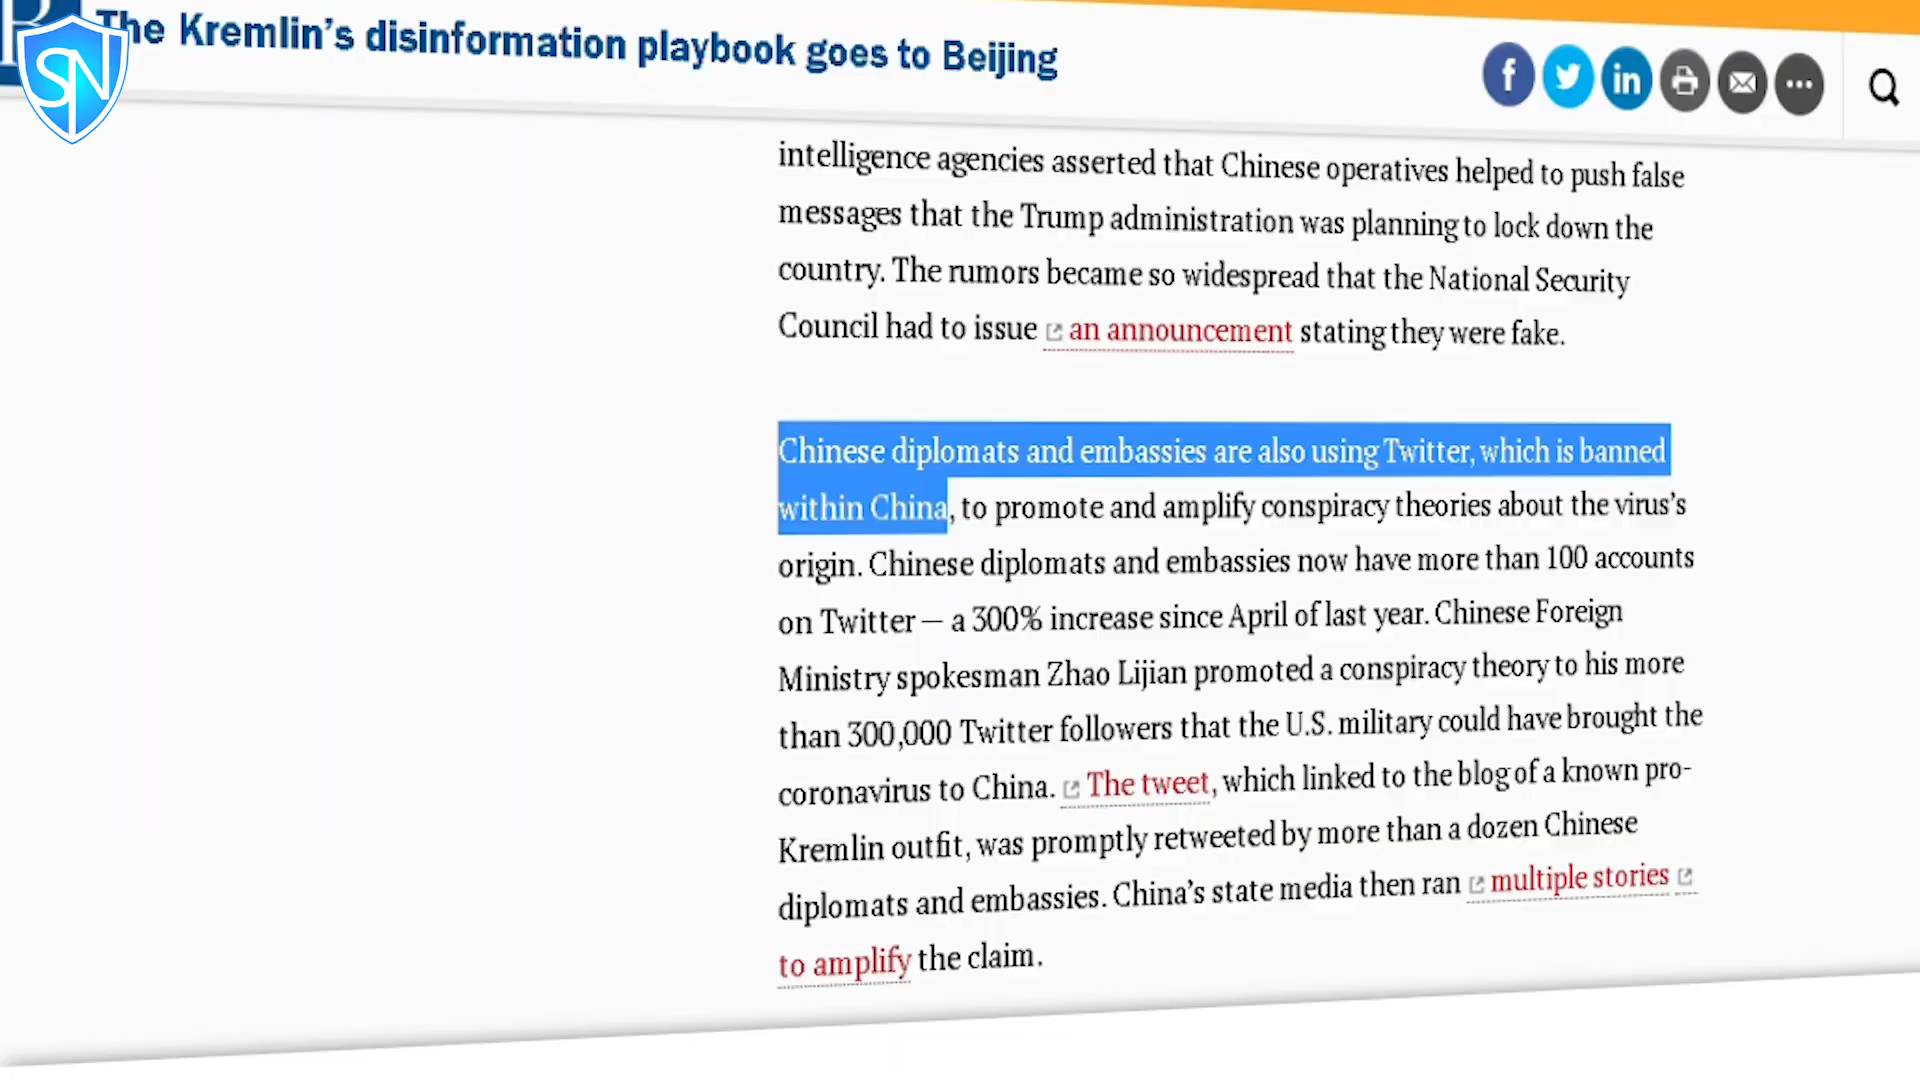 The Kremlin's disinformation playbook goes to Beijing
SN
f
in
intelligence agencies asserted that Chinese operatives helped to push false
messages that the Trump administration was planning to lock down the
country. The rumors became so widespread that the National Security
Council had to issue an announcement stating they were fake.
Chinese diplomats and embassies are also using Twitter, which is banned
within China, to promote and amplify conspiracy theories about the virus's
origin. Chinese diplomats and embassies now have more than 100 accounts
on Twitter — a 300% increase since April of last year. Chinese Foreign
Ministry spokesman Zhao Lijian promoted a conspiracy theory to his more
than 300,000 Twitter followers that the U.S. military could have brought the
coronavirus to China. The tweet, which linked to the blog of a known pro-
Kremlin outfit, was promptly retweeted by more than a dozen Chinese
diplomats and embassies. China's state media then ran multiple stories
to amplify the claim.